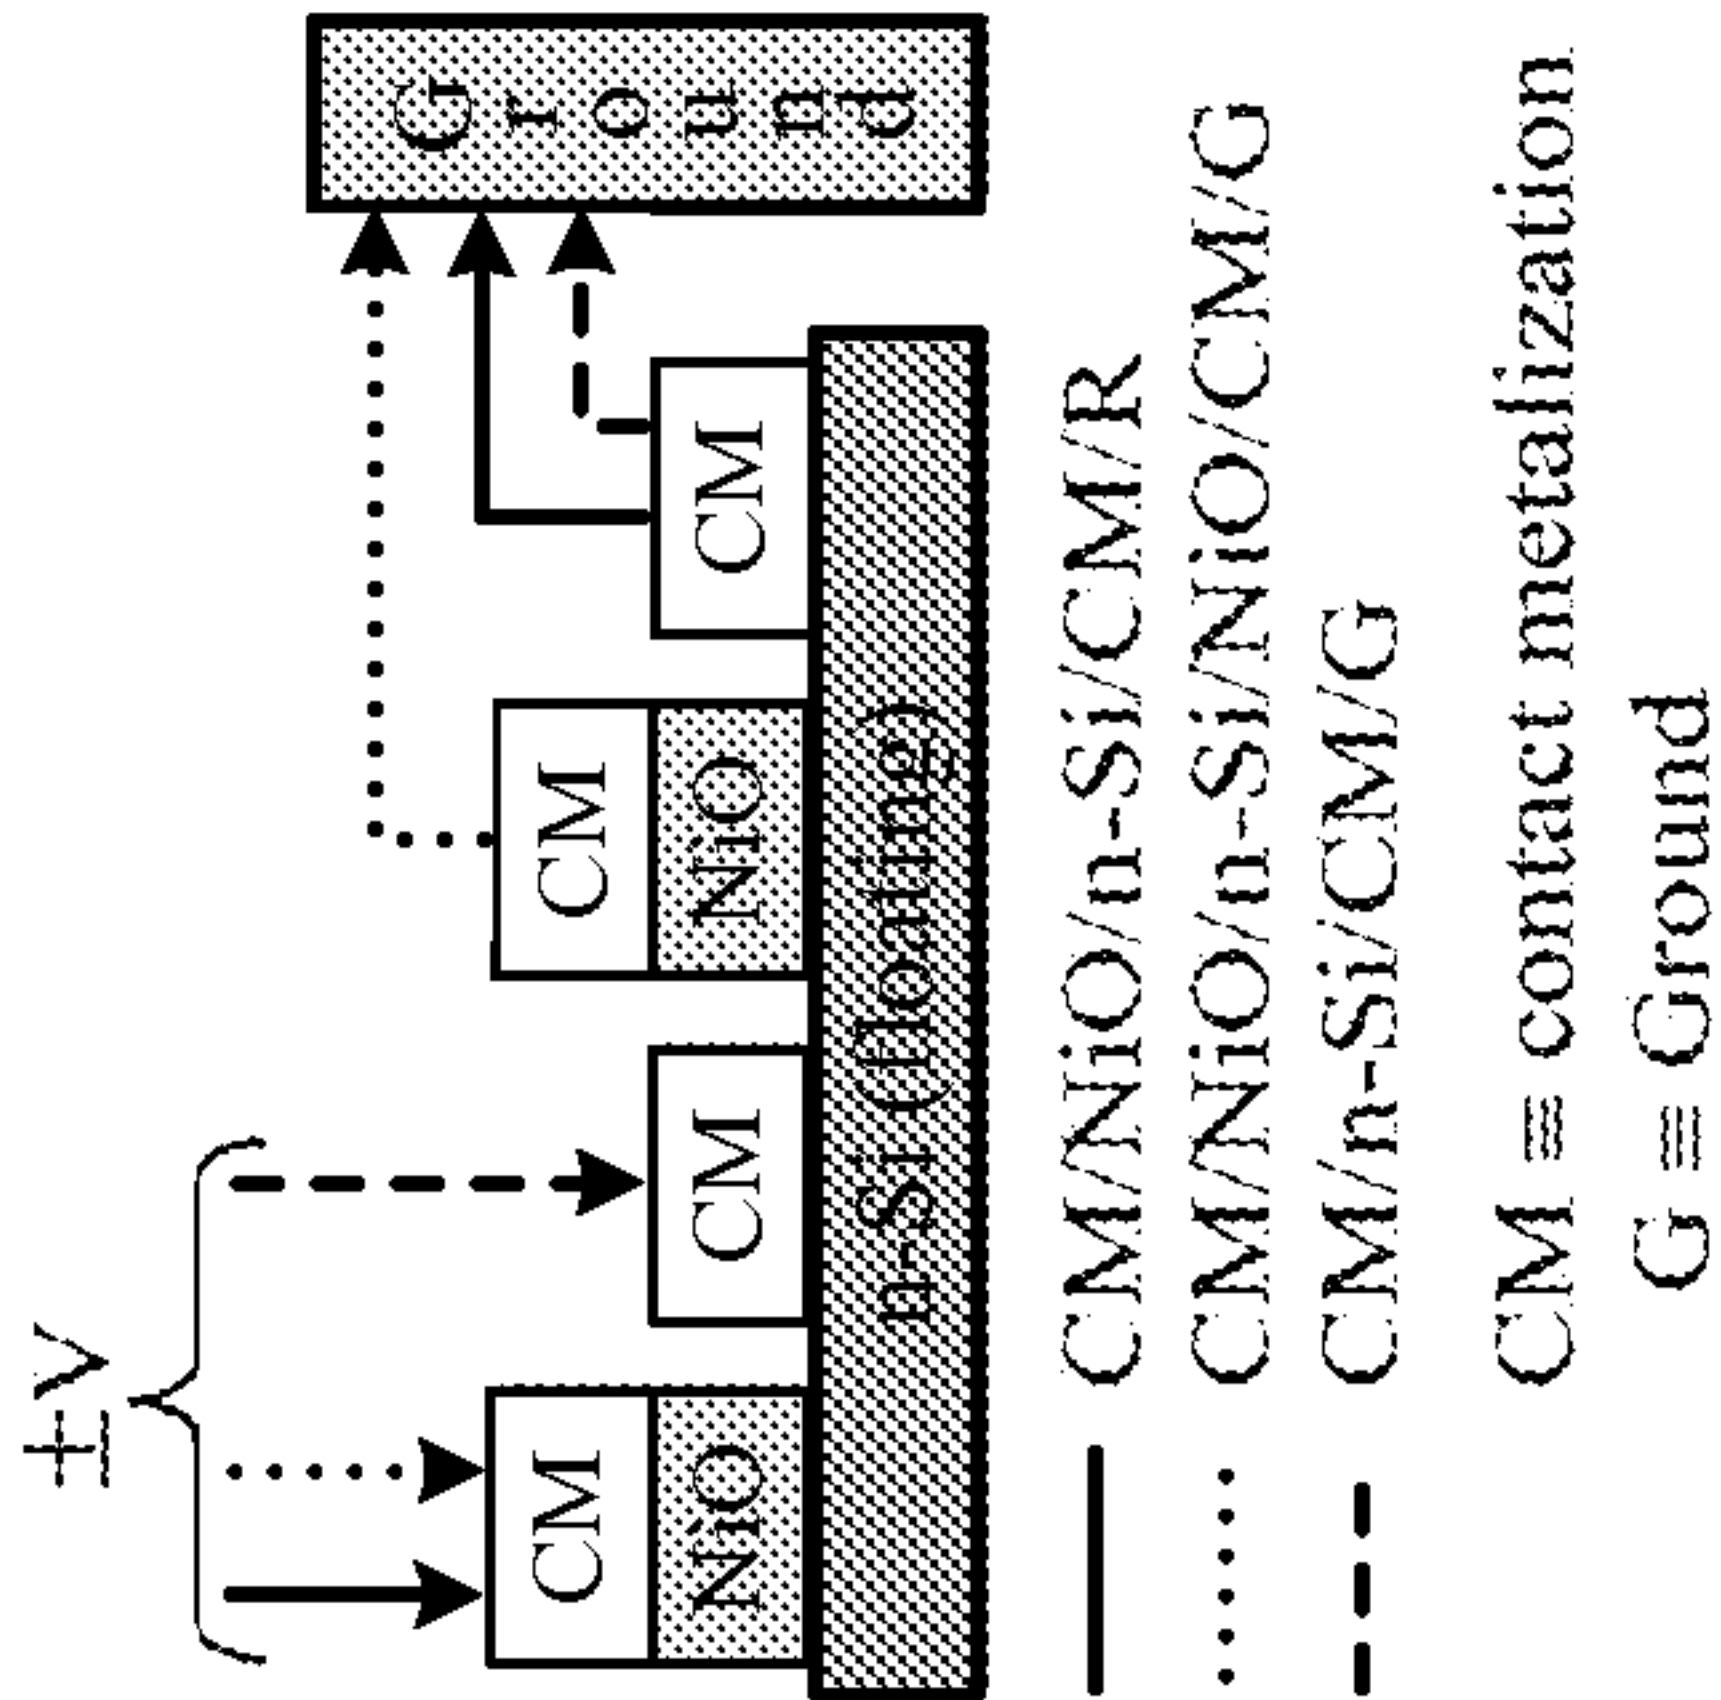 ±V
Ground
CM
CM
CM
CM
NiO
NiO
n-Si (floating)
CM/NiO/n-Si/CM/R
CM/NiO/n-Si/NiO/CM/G
CM/n-Si/CM/G
CM ≡ contact metalization
G ≡ Ground